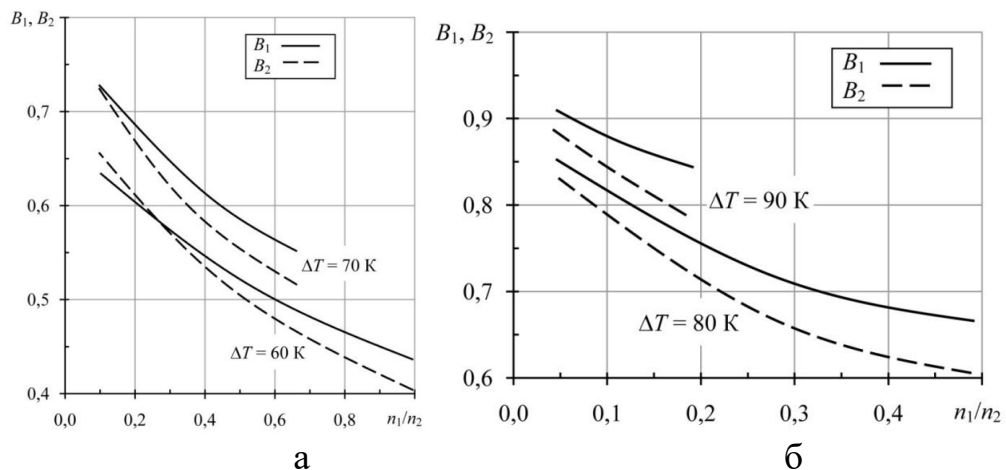 B₁, B₂
B₁
B₂
0,7
0,6
0,5
0,4
ΔT = 70 К
ΔT = 60 К
0,0 0,2 0,4 0,6 0,8 n₁/n₂
а
B₁, B₂
B₁
B₂
0,9
0,8
0,7
0,6
ΔT = 90 К
ΔT = 80 К
0,0 0,1 0,2 0,3 0,4 n₁/n₂
б